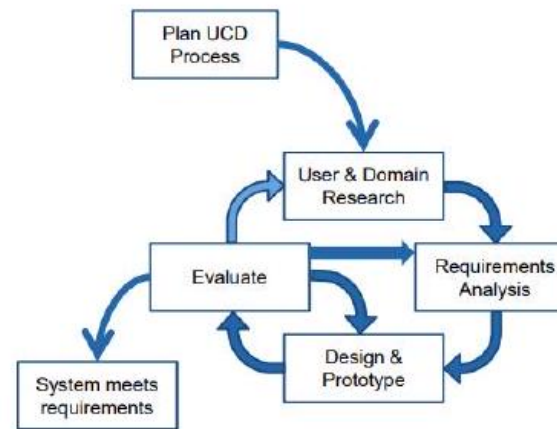 Plan UCD
Process
User & Domain
Research
Evaluate
Requirements
Analysis
Design &
Prototype
System meets
requirements